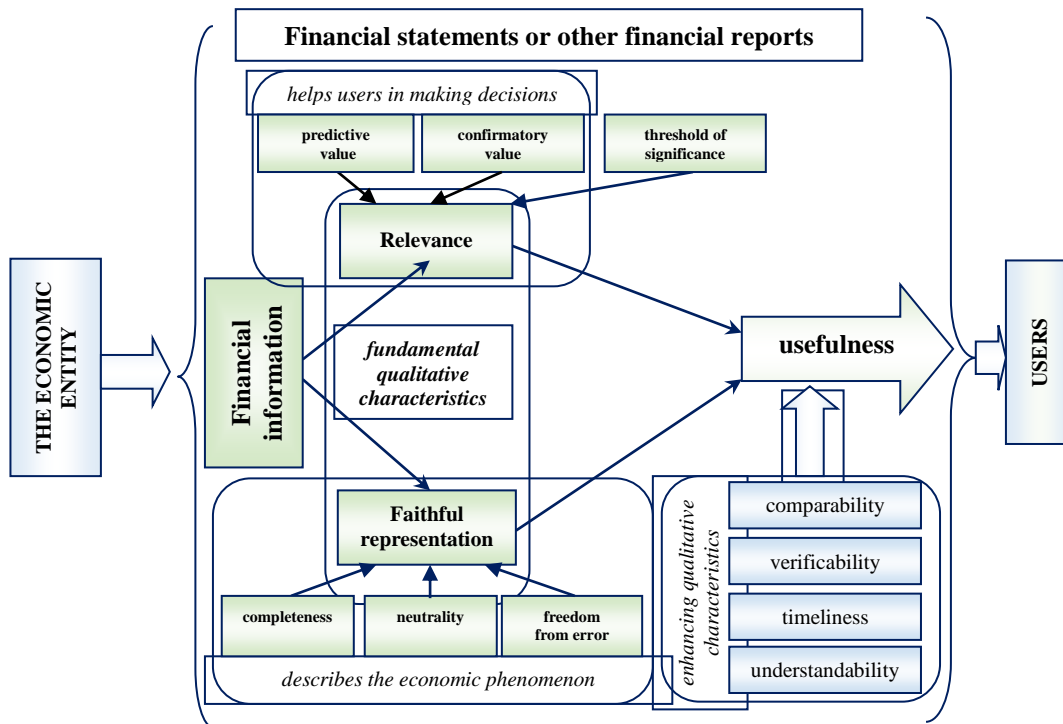 Financial statements or other financial reports
helps users in making decisions
predictive
value
confirmatory
value
threshold of
significance
Relevance
THE ECONOMIC
ENTITY
Financial
information
fundamental
qualitative
characteristics
usefulness
USERS
Faithful
representation
completeness
neutrality
freedom
from error
describes the economic phenomenon
enhancing qualitative
characteristics
comparability
verificability
timeliness
understandability